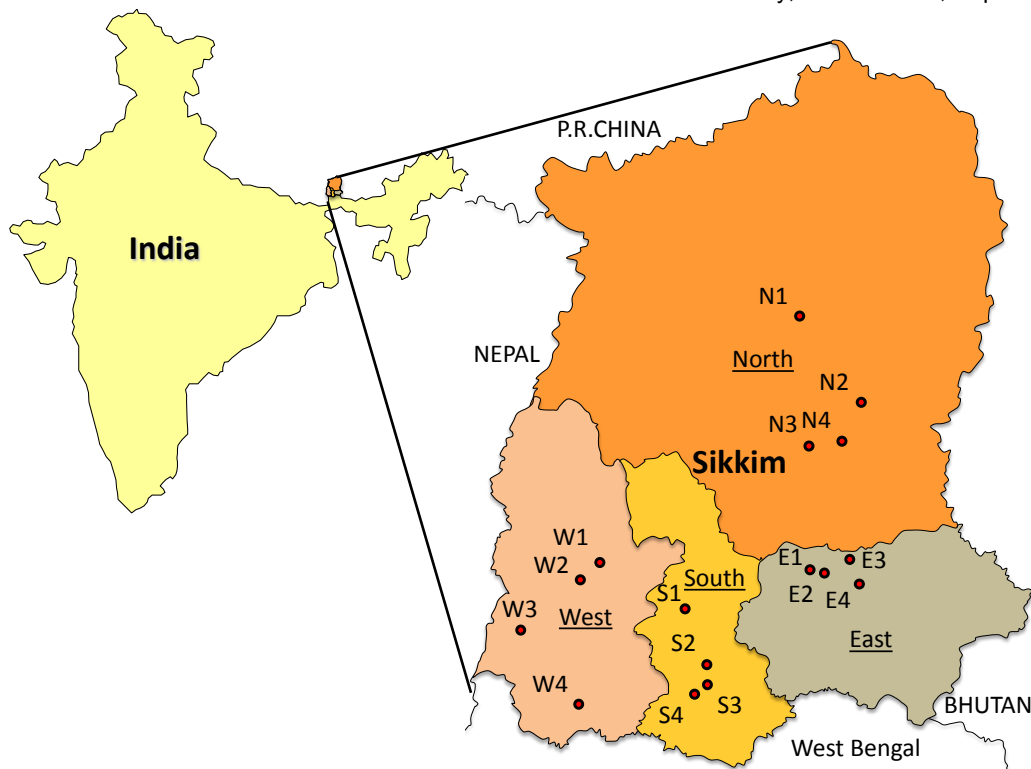 P.R.CHINA
India
N1
NEPAL
North
N2
N3 N4
Sikkim
W1
W2
E1 E3
South
S1
E2 E4
W3 West
S2
East
W4
S4 S3
BHUTAN
West Bengal